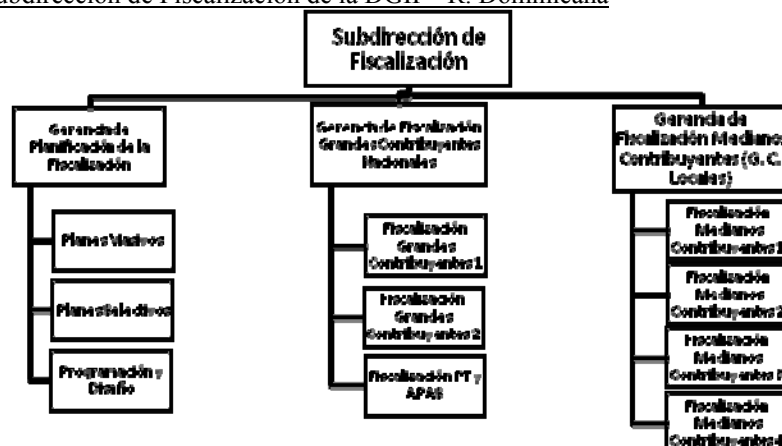 Subdirección de Fiscalización de la DGII – R. Dominicana
Subdirección de
Fiscalización
Gerencia de
Planificación de la
Fiscalización
Planes Masivos
Planes Selectivos
Programación y
Diseño
Gerencia de Fiscalización
Grandes Contribuyentes
Nacionales
Fiscalización
Grandes
Contribuyentes 1
Fiscalización
Grandes
Contribuyentes 2
Fiscalización PT y
APAS
Gerencia de
Fiscalización Medianos
Contribuyentes (G. C.
Locales)
Fiscalización
Medianos
Contribuyentes 1
Fiscalización
Medianos
Contribuyentes 2
Fiscalización
Medianos
Contribuyentes
Fiscalización
Medianos
Contribuyentes